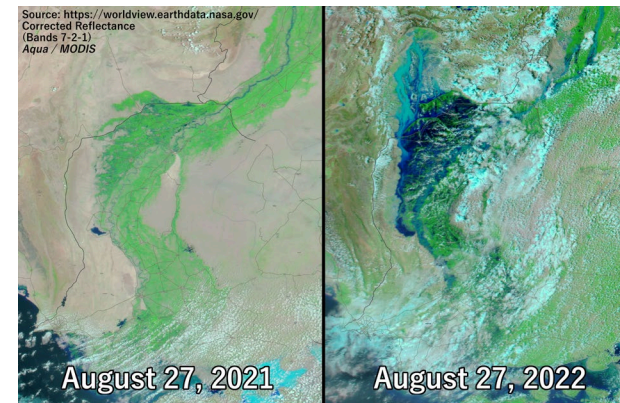 Source: https://worldview.earthdata.nasa.gov/
Corrected Reflectance
(Bands 7-2-1)
Aqua / MODIS
August 27, 2021
August 27, 2022